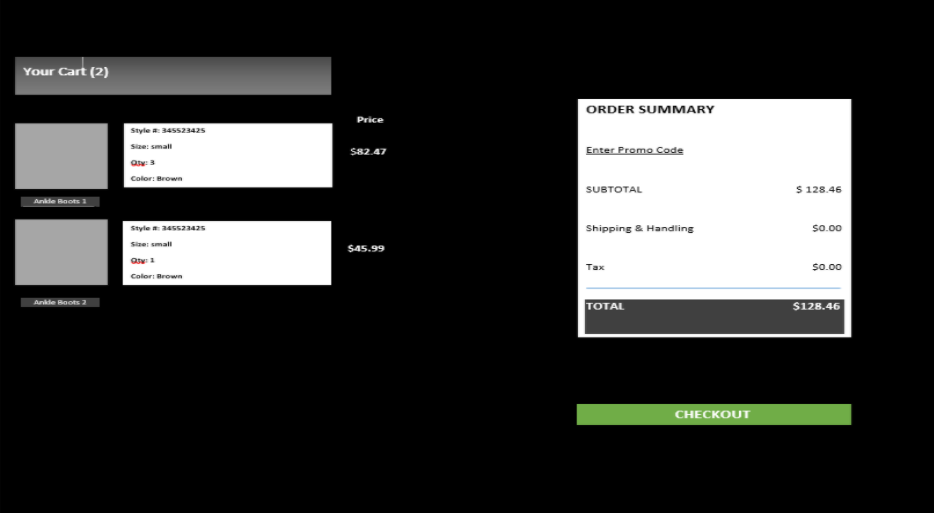 Your Cart (2)
Price
Style #: 345523425
Size: small
Qty: 3
Color: Brown
$82.47
Ankle Boots 1
Style #: 345523425
Size: small
Qty: 1
Color: Brown
$45.99
Ankle Boots 2
ORDER SUMMARY
Enter Promo Code
SUBTOTAL $ 128.46
Shipping & Handling $0.00
Tax $0.00
TOTAL $128.46
CHECKOUT